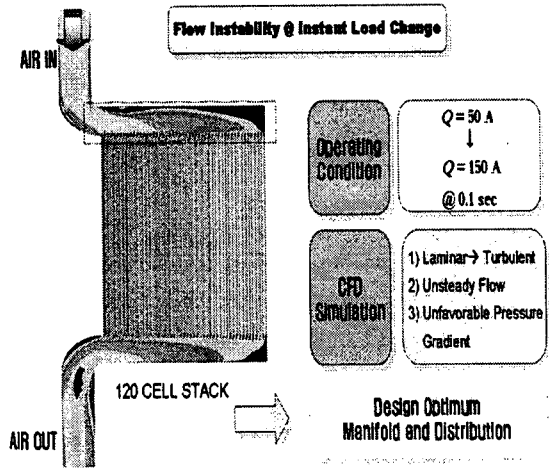 Flow Instability @ Instant Load Change
AIR IN
Operating
Condition
Q = 50 A
↓
Q = 150 A
@ 0.1 sec
CFD
Simulation
1) Laminar→ Turbulent
2) Unsteady Flow
3) Unfavorable Pressure
Gradient
120 CELL STACK
AIR OUT
Design Optimum
Manifold and Distribution